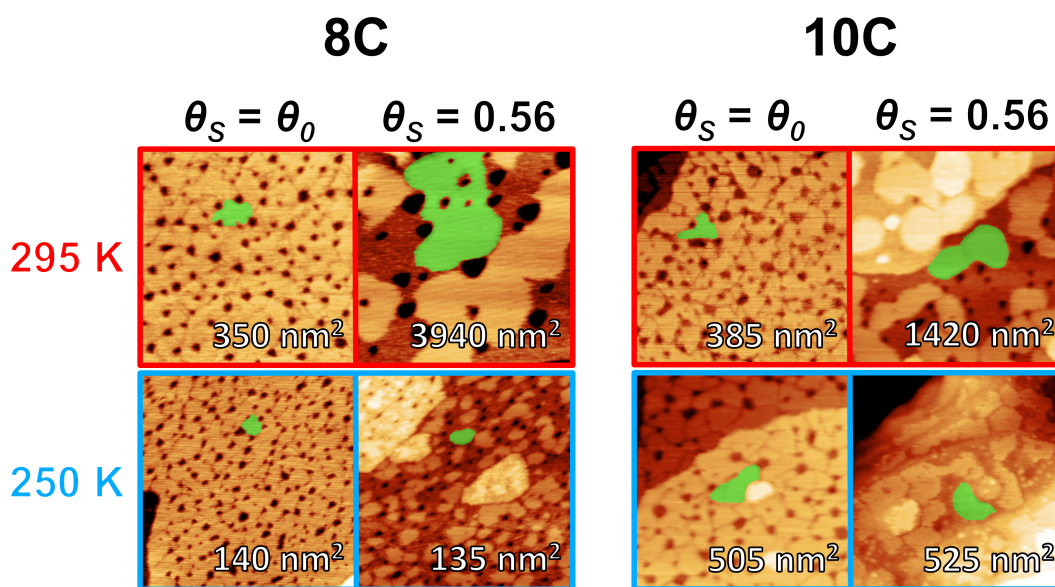 8C 10C
θS = θ0 θS = 0.56 θS = θ0 θS = 0.56
295 K
350 nm² 3940 nm² 385 nm² 1420 nm²
250 K
140 nm² 135 nm² 505 nm² 525 nm²